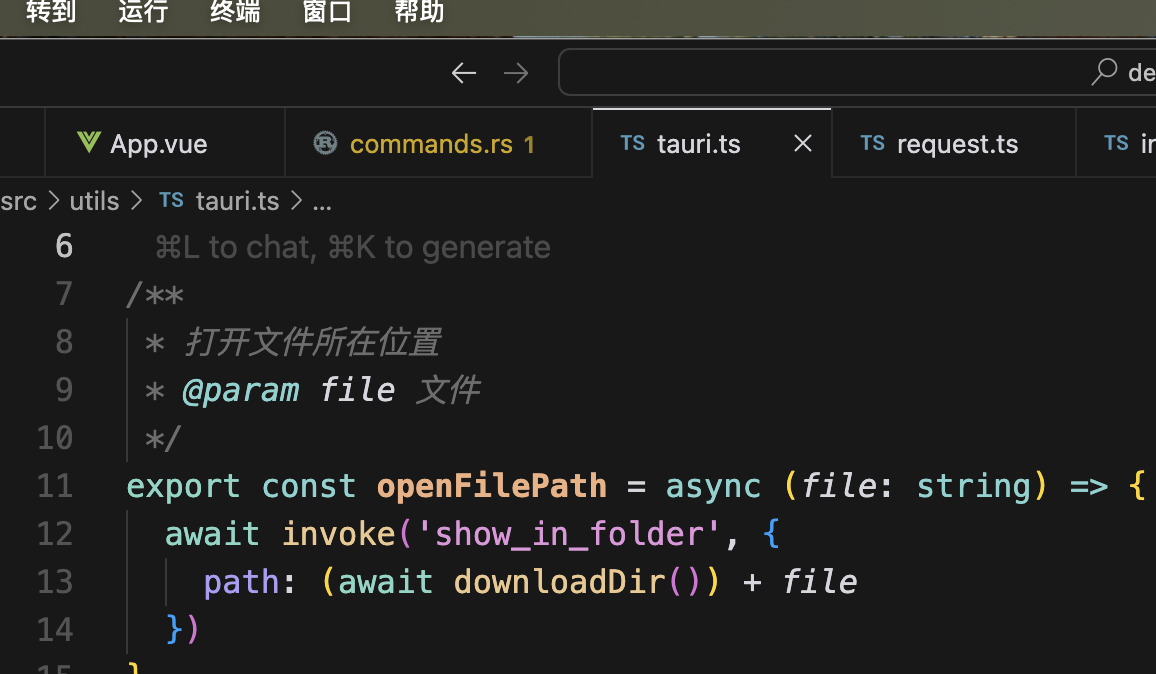 转到 运行 终端 窗口 帮助
← → de
App.vue commands.rs 1 TS tauri.ts × TS request.ts TS
src > utils > TS tauri.ts > ...
6 ⌘L to chat, ⌘K to generate
7 /**
8 * 打开文件所在位置
9 * @param file 文件
10 */
11 export const openFilePath = async (file: string) => {
12 await invoke('show_in_folder', {
13 path: (await downloadDir()) + file
14 })
15 }